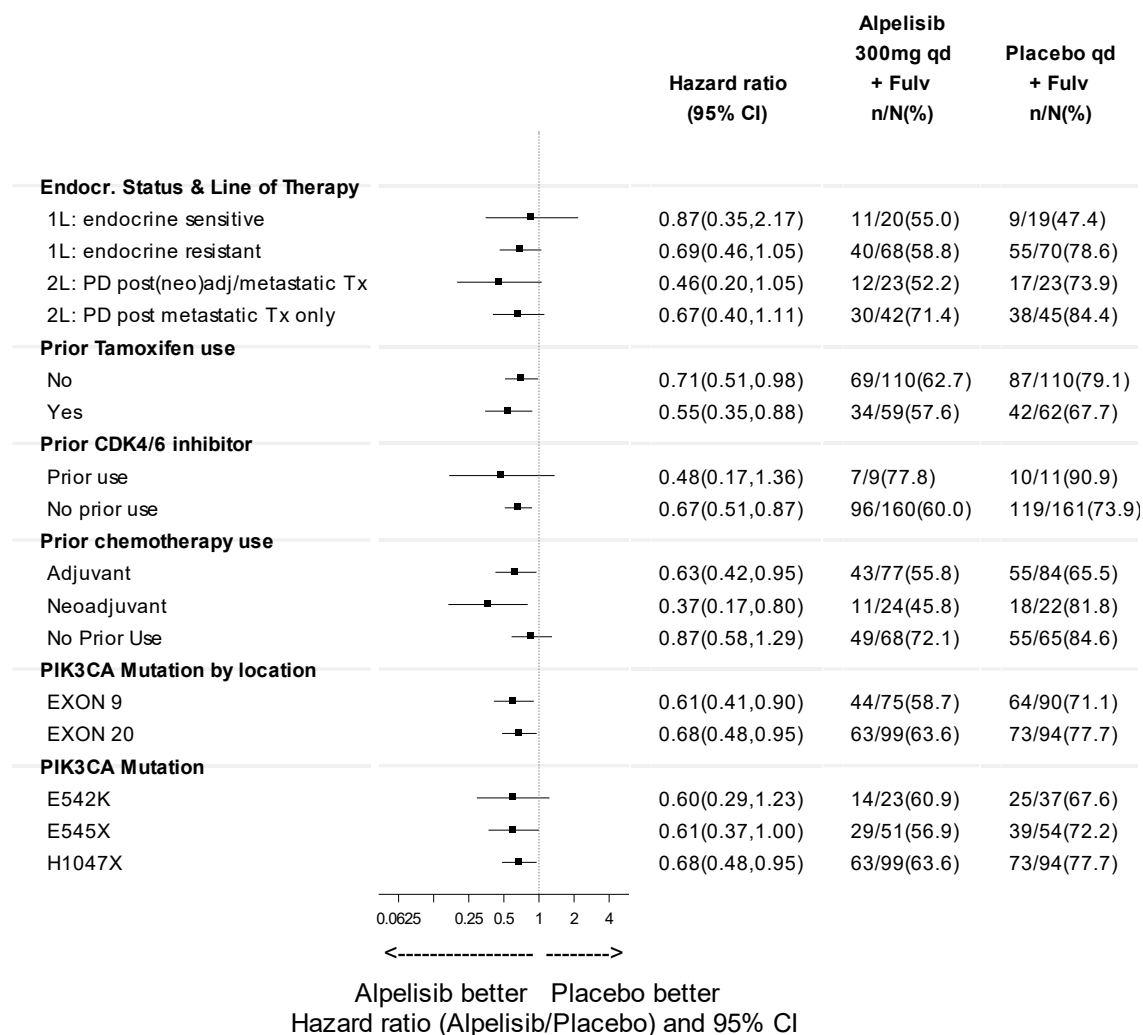 Alpelisib
300mg qd Placebo qd
Hazard ratio + Fulv + Fulv
(95% CI) n/N(%) n/N(%)
Endocr. Status & Line of Therapy
1L: endocrine sensitive 0.87(0.35,2.17) 11/20(55.0) 9/19(47.4)
1L: endocrine resistant 0.69(0.46,1.05) 40/68(58.8) 55/70(78.6)
2L: PD post(neo)adj/metastatic Tx 0.46(0.20,1.05) 12/23(52.2) 17/23(73.9)
2L: PD post metastatic Tx only 0.67(0.40,1.11) 30/42(71.4) 38/45(84.4)
Prior Tamoxifen use
No 0.71(0.51,0.98) 69/110(62.7) 87/110(79.1)
Yes 0.55(0.35,0.88) 34/59(57.6) 42/62(67.7)
Prior CDK4/6 inhibitor
Prior use 0.48(0.17,1.36) 7/9(77.8) 10/11(90.9)
No prior use 0.67(0.51,0.87) 96/160(60.0) 119/161(73.9)
Prior chemotherapy use
Adjuvant 0.63(0.42,0.95) 43/77(55.8) 55/84(65.5)
Neoadjuvant 0.37(0.17,0.80) 11/24(45.8) 18/22(81.8)
No Prior Use 0.87(0.58,1.29) 49/68(72.1) 55/65(84.6)
PIK3CA Mutation by location
EXON 9 0.61(0.41,0.90) 44/75(58.7) 64/90(71.1)
EXON 20 0.68(0.48,0.95) 63/99(63.6) 73/94(77.7)
PIK3CA Mutation
E542K 0.60(0.29,1.23) 14/23(60.9) 25/37(67.6)
E545X 0.61(0.37,1.00) 29/51(56.9) 39/54(72.2)
H1047X 0.68(0.48,0.95) 63/99(63.6) 73/94(77.7)
0.0625 0.25 0.5 1 2 4
<---------------- -------->
Alpelisib better Placebo better
Hazard ratio (Alpelisib/Placebo) and 95% CI